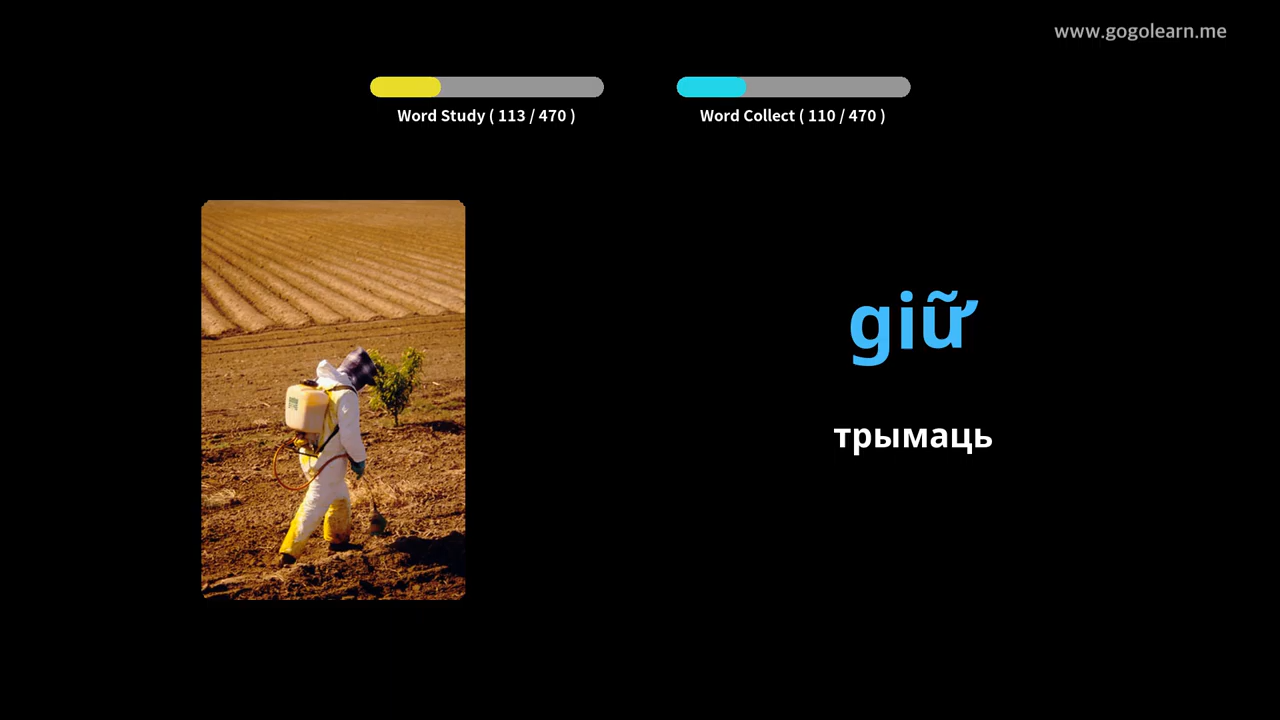 www.gogolearn.me
Word Study ( 113 / 470 )
Word Collect ( 110 / 470 )
giữ
трымаць